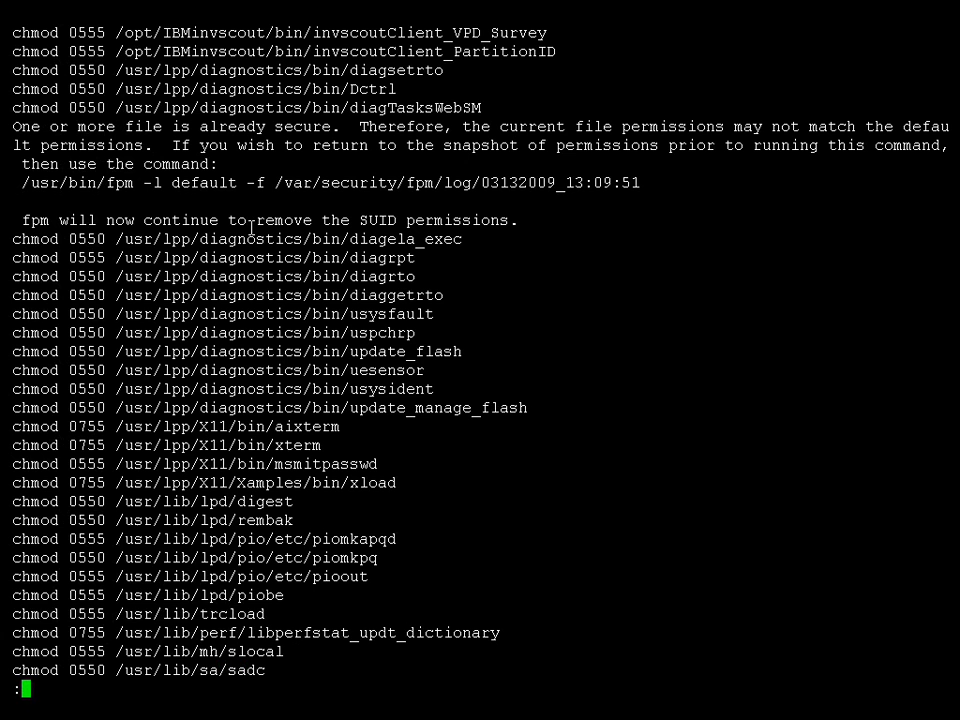 chmod 0555 /opt/IBMinvscout/bin/invscoutClient_VPD_Survey
chmod 0555 /opt/IBMinvscout/bin/invscoutClient_PartitionID
chmod 0550 /usr/lpp/diagnostics/bin/diagsetrto
chmod 0550 /usr/lpp/diagnostics/bin/Dctrl
chmod 0550 /usr/lpp/diagnostics/bin/diagTasksWebSM
One or more file is already secure.  Therefore, the current file permissions may not match the defau
lt permissions.  If you wish to return to the snapshot of permissions prior to running this command,
 then use the command:
 /usr/bin/fpm -l default -f /var/security/fpm/log/03132009_13:09:51
 fpm will now continue to remove the SUID permissions.
chmod 0550 /usr/lpp/diagnostics/bin/diagela_exec
chmod 0555 /usr/lpp/diagnostics/bin/diagrpt
chmod 0550 /usr/lpp/diagnostics/bin/diagrto
chmod 0550 /usr/lpp/diagnostics/bin/diaggetrto
chmod 0550 /usr/lpp/diagnostics/bin/usysfault
chmod 0550 /usr/lpp/diagnostics/bin/uspchrp
chmod 0550 /usr/lpp/diagnostics/bin/update_flash
chmod 0550 /usr/lpp/diagnostics/bin/uesensor
chmod 0550 /usr/lpp/diagnostics/bin/usysident
chmod 0550 /usr/lpp/diagnostics/bin/update_manage_flash
chmod 0755 /usr/lpp/X11/bin/aixterm
chmod 0755 /usr/lpp/X11/bin/xterm
chmod 0555 /usr/lpp/X11/bin/msmitpasswd
chmod 0755 /usr/lpp/X11/Xamples/bin/xload
chmod 0550 /usr/lib/lpd/digest
chmod 0550 /usr/lib/lpd/rembak
chmod 0555 /usr/lib/lpd/pio/etc/piomkapqd
chmod 0550 /usr/lib/lpd/pio/etc/piomkpq
chmod 0555 /usr/lib/lpd/pio/etc/pioout
chmod 0555 /usr/lib/lpd/piobe
chmod 0555 /usr/lib/trcload
chmod 0755 /usr/lib/perf/libperfstat_updt_dictionary
chmod 0555 /usr/lib/mh/slocal
chmod 0550 /usr/lib/sa/sadc
: